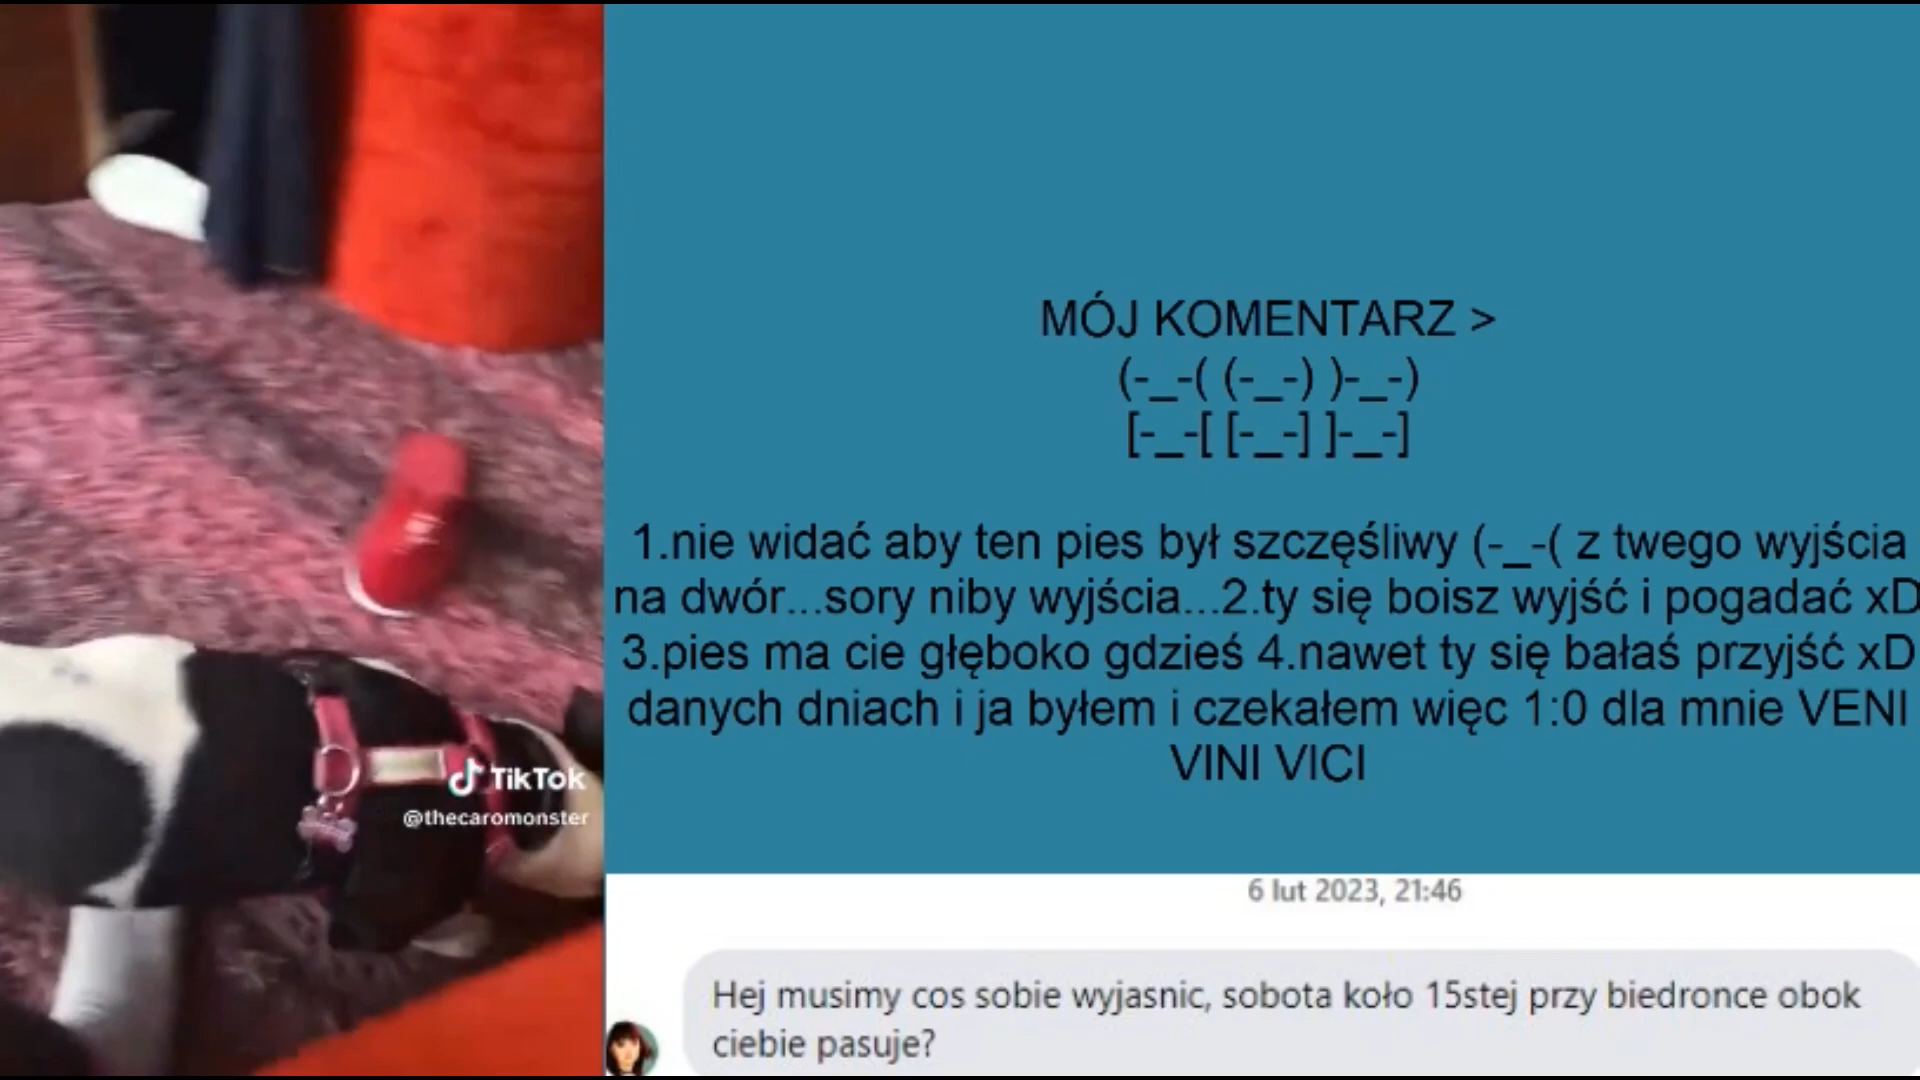 MÓJ KOMENTARZ >
(-_-( (-_-) )-_-)
[-_-[ [-_-] ]-_-]
1.nie widać aby ten pies był szczęśliwy (-_-( z twego wyjścia
na dwór...sory niby wyjścia...2.ty się boisz wyjść i pogadać xD
3.pies ma cie głęboko gdzieś 4.nawet ty się bałaś przyjść xD
danych dniach i ja byłem i czekałem więc 1:0 dla mnie VENI
VINI VICI
TikTok
@thecaromonster
6 lut 2023, 21:46
Hej musimy cos sobie wyjasnic, sobota koło 15stej przy biedronce obok
ciebie pasuje?